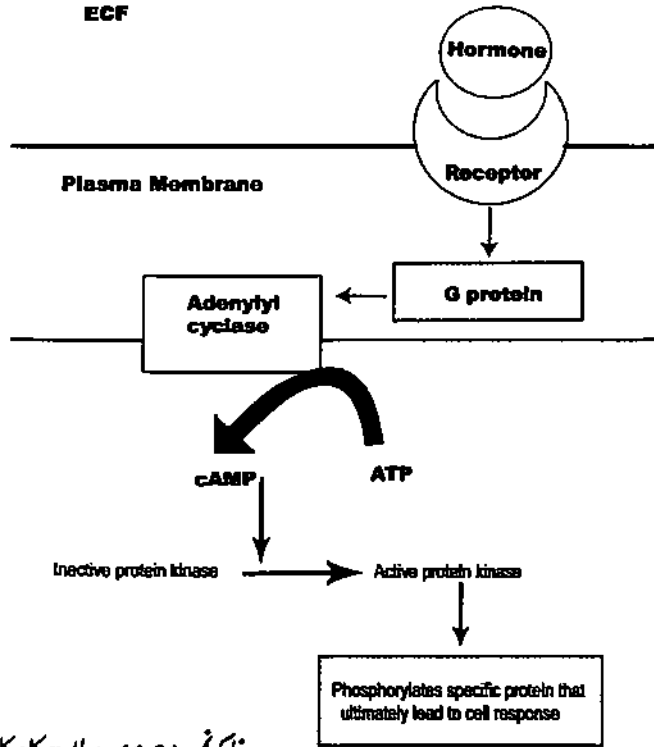 ECF
Hormone
Receptor
Plasma Membrane
G protein
Adenylyl
cyclase
cAMP
ATP
Inactive protein kinase
Active protein kinase
Phosphorylates specific protein that
ultimately lead to cell response